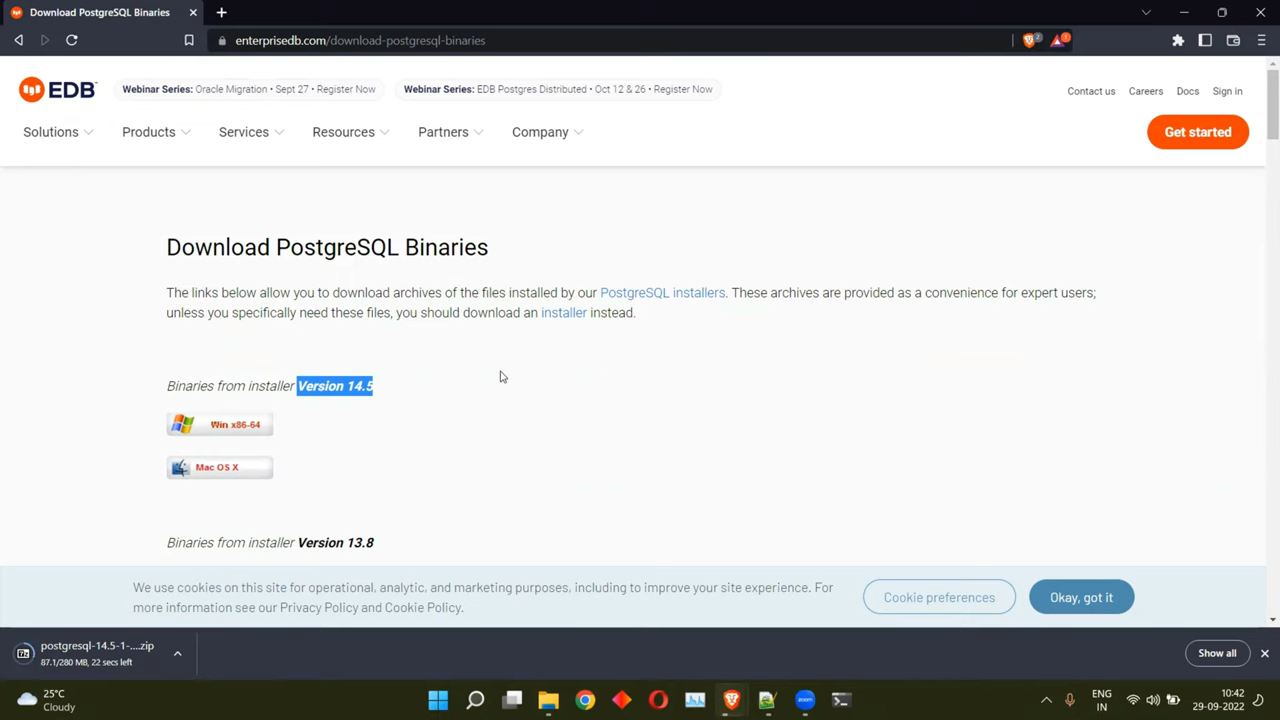 Download PostgreSQL Binaries
enterprisedb.com/download-postgresql-binaries
2
1
EDB
Webinar Series: Oracle Migration • Sept 27 • Register Now
Webinar Series: EDB Postgres Distributed • Oct 12 & 26 • Register Now
Contact us
Careers
Docs
Sign in
Solutions
Products
Services
Resources
Partners
Company
Get started
Download PostgreSQL Binaries
The links below allow you to download archives of the files installed by our PostgreSQL installers. These archives are provided as a convenience for expert users;
unless you specifically need these files, you should download an installer instead.
Binaries from installer Version 14.5
Win x86-64
Mac OS X
Binaries from installer Version 13.8
We use cookies on this site for operational, analytic, and marketing purposes, including to improve your site experience. For
more information see our Privacy Policy and Cookie Policy.
Cookie preferences
Okay, got it
postgresql-14.5-1-....zip
87.1/280 MB, 22 secs left
Show all
25°C
Cloudy
zoom
ENG
IN
10:42
29-09-2022